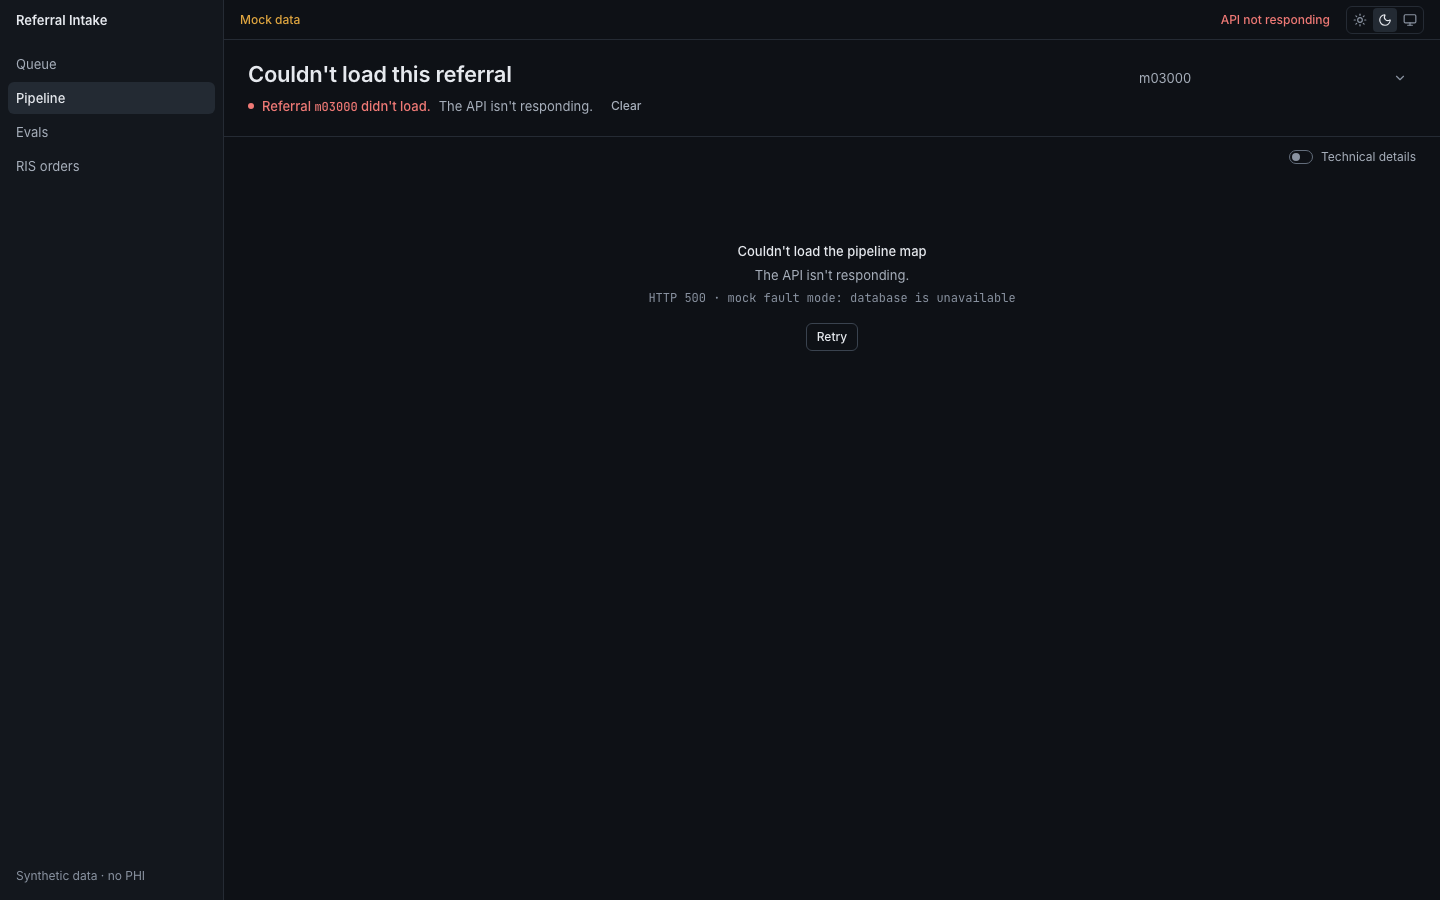 Referral Intake
Mock data
API not responding
Queue
Pipeline
Evals
RIS orders
Couldn't load this referral
m03000
Referral m03000 didn't load. The API isn't responding. Clear
Technical details
Couldn't load the pipeline map
The API isn't responding.
HTTP 500 · mock fault mode: database is unavailable
Retry
Synthetic data · no PHI